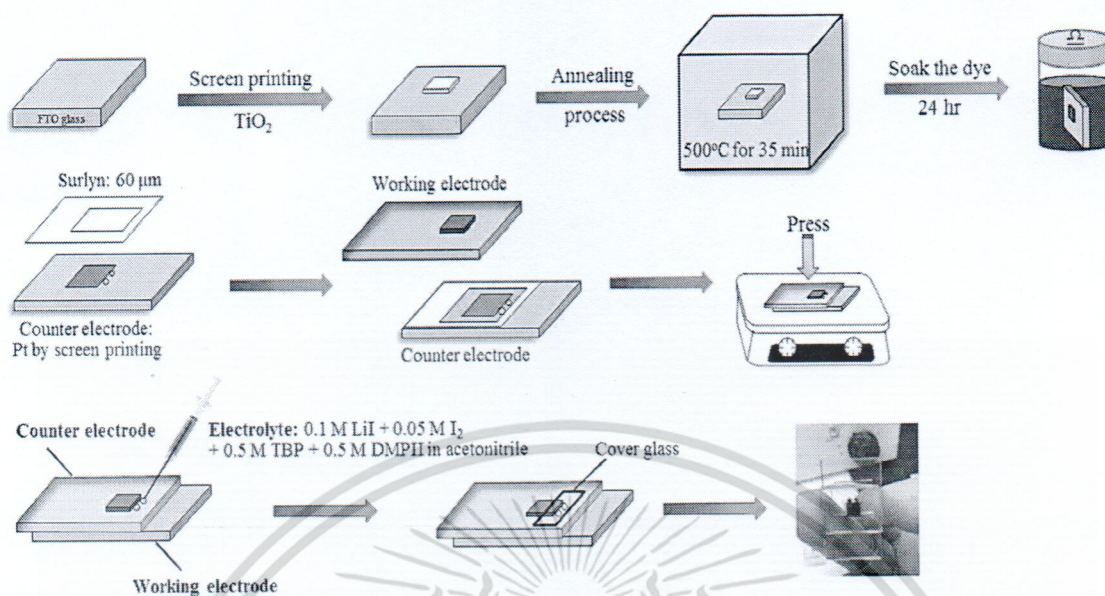 Screen printing
TiO₂
FTO glass
Annealing
process
500⁰C for 35 min
Soak the dye
24 hr
Surlyn: 60 μm
Counter electrode:
Pt by screen printing
Working electrode
Counter electrode
Press
Counter electrode
Electrolyte: 0.1 M LiI + 0.05 M I₂
+ 0.5 M TBP + 0.5 M DMPII in acetonitrile
Working electrode
Cover glass